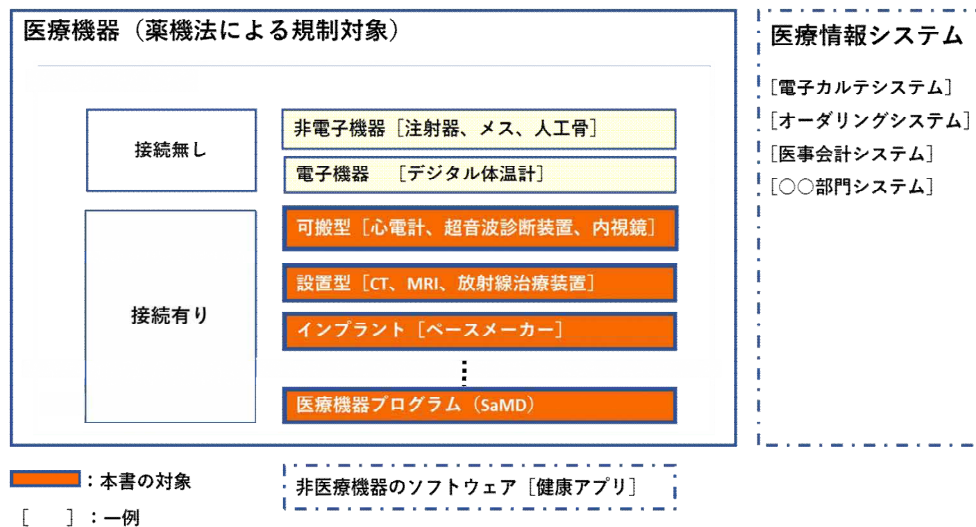 医療機器（薬機法による規制対象）
接続無し
非電子機器［注射器、メス、人工骨］
電子機器　［デジタル体温計］
接続有り
可搬型［心電計、超音波診断装置、内視鏡］
設置型［CT、MRI、放射線治療装置］
インプラント［ペースメーカー］
医療機器プログラム（SaMD）
医療情報システム
［電子カルテシステム］
［オーダリングシステム］
［医事会計システム］
［○○部門システム］
：本書の対象
［　　］：一例
非医療機器のソフトウェア［健康アプリ］